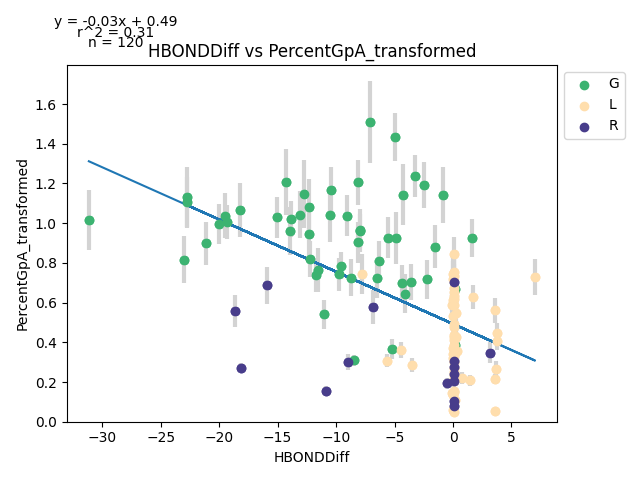 y = -0.03x + 0.49
r^2 = 0.31
n = 120
HBONDDiff vs PercentGpA_transformed
G
L
R
PercentGpA_transformed
1.6
1.4
1.2
1.0
0.8
0.6
0.4
0.2
0.0
−30 −25 −20 −15 −10 −5 0 5
HBONDDiff